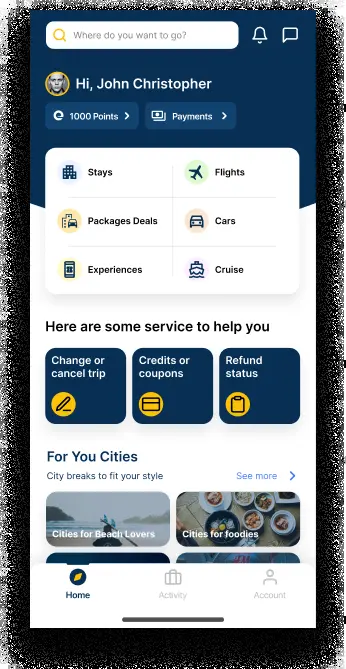 Where do you want to go?
Hi, John Christopher
1000 Points
Payments
Stays
Flights
Packages Deals
Cars
Experiences
Cruise
Here are some service to help you
Change or
cancel trip
Credits or
coupons
Refund
status
For You Cities
City breaks to fit your style
See more
Cities for Beach Lovers
Cities for foodies
Home
Activity
Account